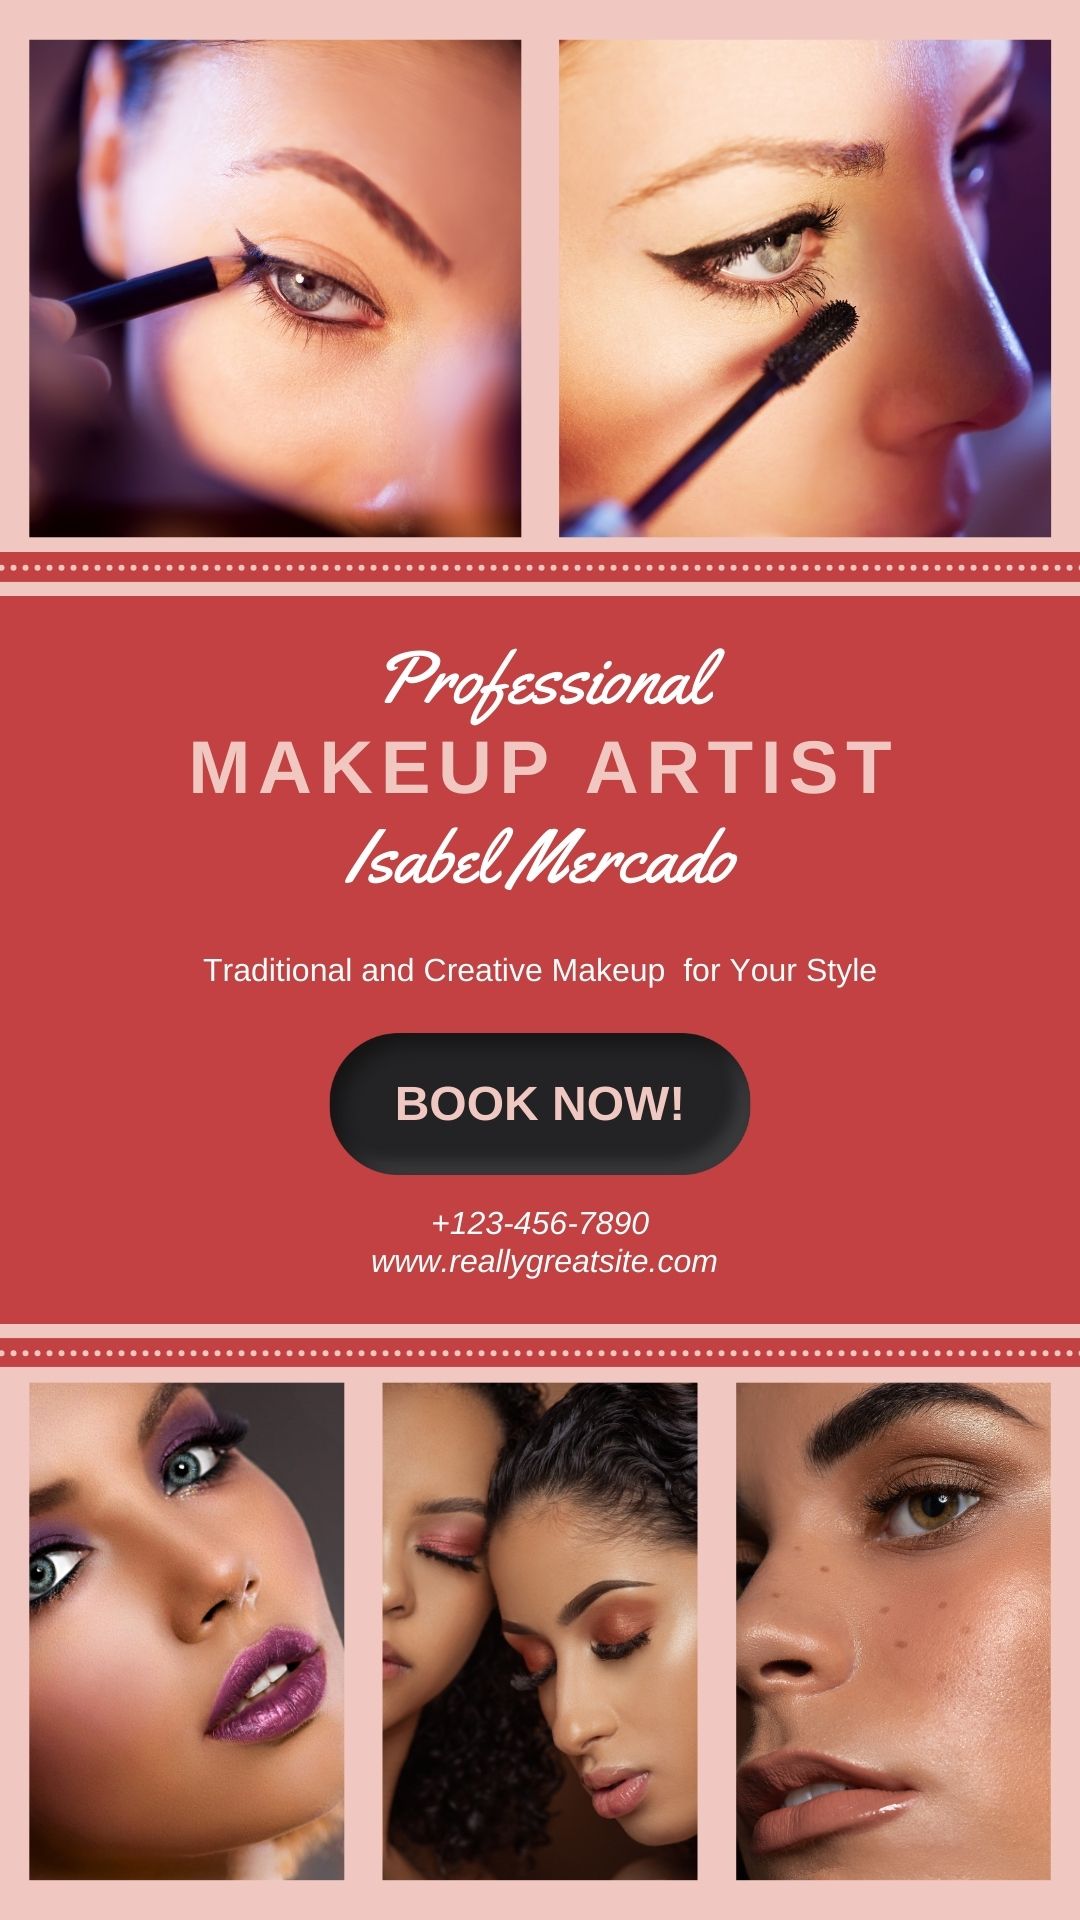 Professional
MAKEUP ARTIST
Isabel Mercado
Traditional and Creative Makeup  for Your Style
BOOK NOW!
+123-456-7890
www.reallygreatsite.com